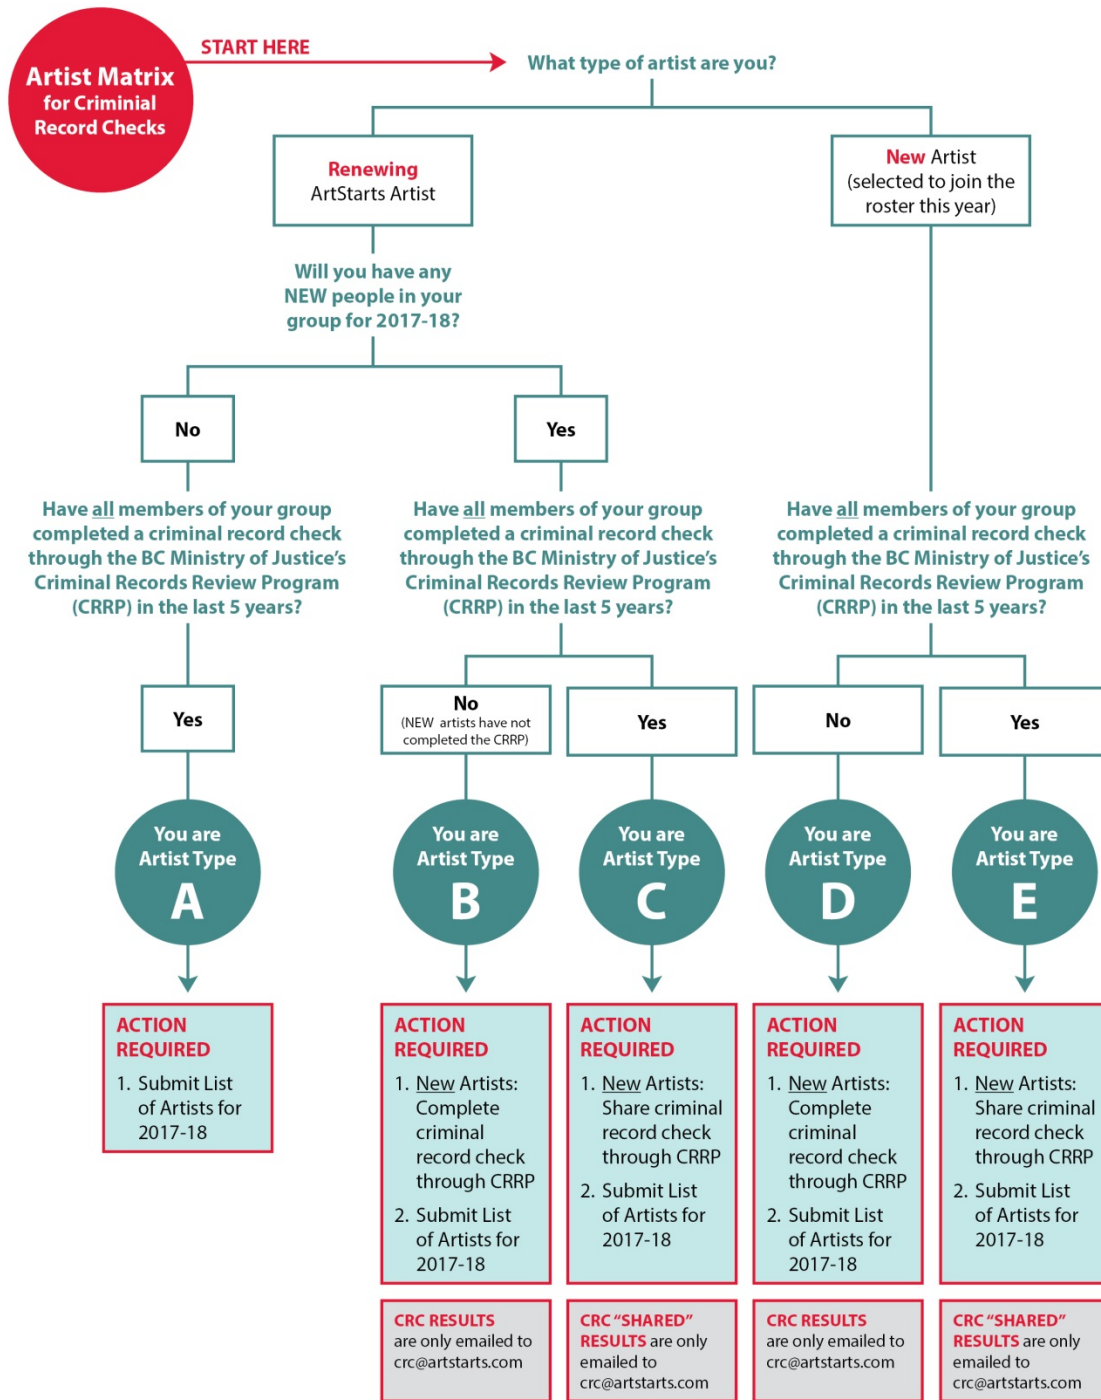 Artist Matrix
for Criminial
Record Checks
START HERE
What type of artist are you?
Renewing
ArtStarts Artist
New Artist
(selected to join the
roster this year)
Will you have any
NEW people in your
group for 2017-18?
No
Yes
Have all members of your group
completed a criminal record check
through the BC Ministry of Justice's
Criminal Records Review Program
(CRRP) in the last 5 years?
Have all members of your group
completed a criminal record check
through the BC Ministry of Justice's
Criminal Records Review Program
(CRRP) in the last 5 years?
Have all members of your group
completed a criminal record check
through the BC Ministry of Justice's
Criminal Records Review Program
(CRRP) in the last 5 years?
Yes
No
(NEW artists have not
completed the CRRP)
Yes
No
Yes
You are
Artist Type
A
You are
Artist Type
B
You are
Artist Type
C
You are
Artist Type
D
You are
Artist Type
E
ACTION
REQUIRED
1. Submit List
of Artists for
2017-18
ACTION
REQUIRED
1. New Artists:
Complete
criminal
record check
through CRRP
2. Submit List
of Artists for
2017-18
ACTION
REQUIRED
1. New Artists:
Share criminal
record check
through CRRP
2. Submit List
of Artists for
2017-18
ACTION
REQUIRED
1. New Artists:
Complete
criminal
record check
through CRRP
2. Submit List
of Artists for
2017-18
ACTION
REQUIRED
1. New Artists:
Share criminal
record check
through CRRP
2. Submit List
of Artists for
2017-18
CRC RESULTS
are only emailed to
crc@artstarts.com
CRC "SHARED"
RESULTS are only
emailed to
crc@artstarts.com
CRC RESULTS
are only emailed to
crc@artstarts.com
CRC "SHARED"
RESULTS are only
emailed to
crc@artstarts.com